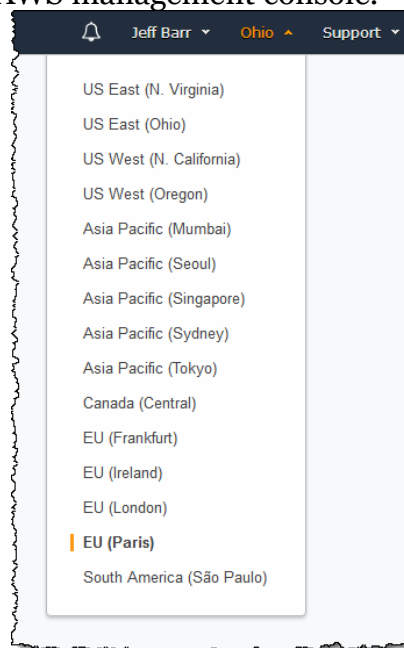 AWS management console.
Jeff Barr Ohio Support
US East (N. Virginia)
US East (Ohio)
US West (N. California)
US West (Oregon)
Asia Pacific (Mumbai)
Asia Pacific (Seoul)
Asia Pacific (Singapore)
Asia Pacific (Sydney)
Asia Pacific (Tokyo)
Canada (Central)
EU (Frankfurt)
EU (Ireland)
EU (London)
EU (Paris)
South America (São Paulo)